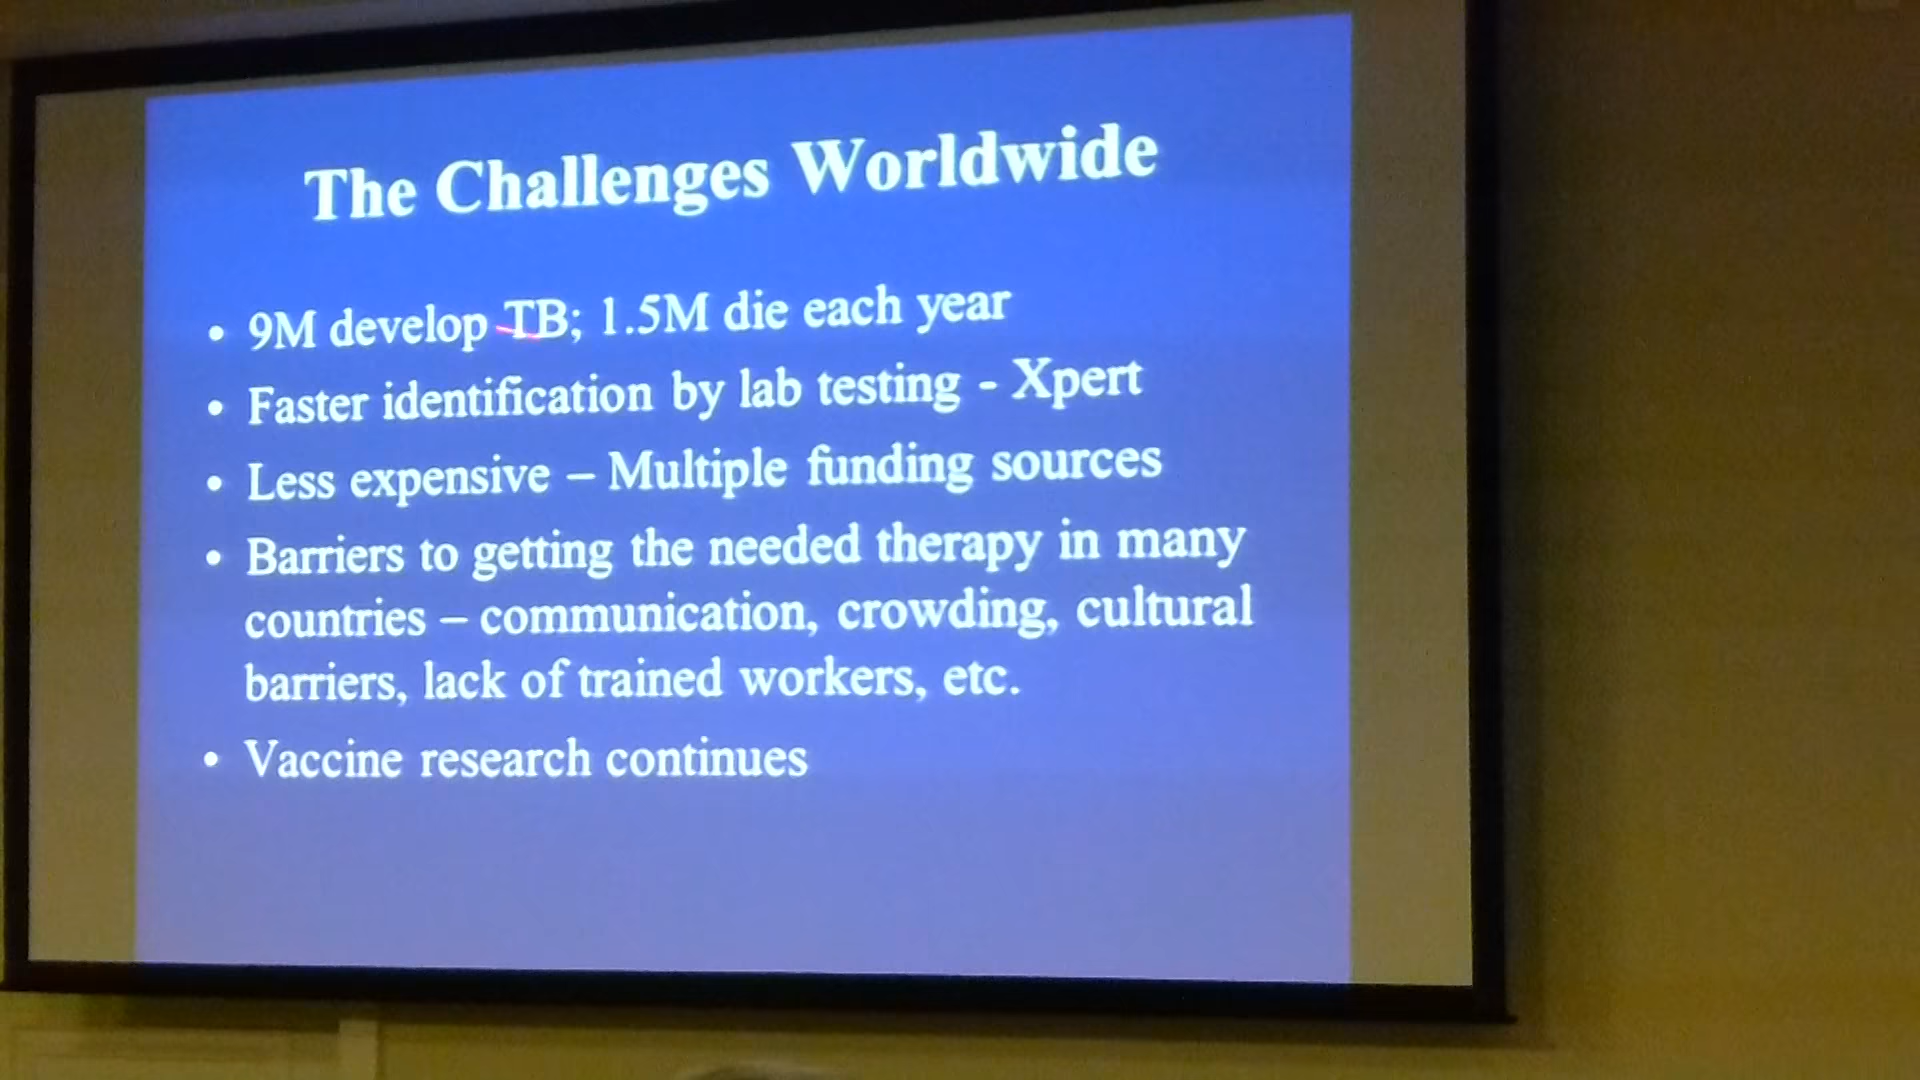 The Challenges Worldwide
• 9M develop TB; 1.5M die each year
• Faster identification by lab testing - Xpert
• Less expensive – Multiple funding sources
• Barriers to getting the needed therapy in many
countries – communication, crowding, cultural
barriers, lack of trained workers, etc.
• Vaccine research continues